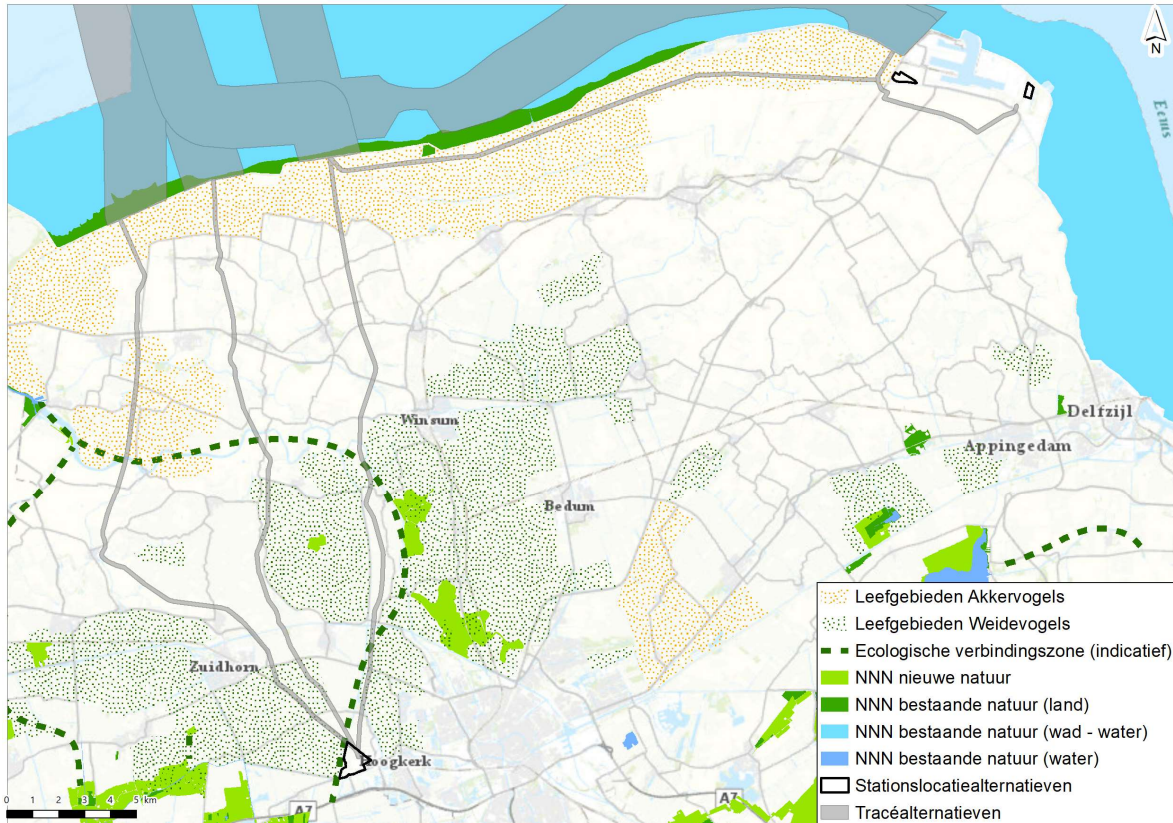 N
Eems
Winsum
Delfzijl
Appingedam
Bedum
Zuidhorn
Hoogkerk
A7
A7
0 1 2 3 4 5 km
Leefgebieden Akkervogels
Leefgebieden Weidevogels
Ecologische verbindingszone (indicatief)
NNN nieuwe natuur
NNN bestaande natuur (land)
NNN bestaande natuur (wad - water)
NNN bestaande natuur (water)
Stationslocatiealternatieven
Tracéalternatieven